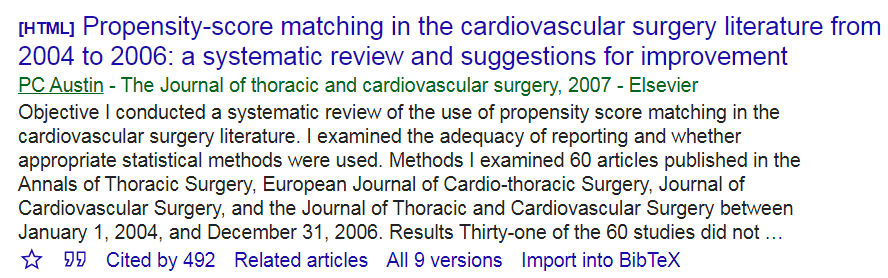 [HTML] Propensity-score matching in the cardiovascular surgery literature from
2004 to 2006: a systematic review and suggestions for improvement
PC Austin - The Journal of thoracic and cardiovascular surgery, 2007 - Elsevier
Objective I conducted a systematic review of the use of propensity score matching in the
cardiovascular surgery literature. I examined the adequacy of reporting and whether
appropriate statistical methods were used. Methods I examined 60 articles published in the
Annals of Thoracic Surgery, European Journal of Cardio-thoracic Surgery, Journal of
Cardiovascular Surgery, and the Journal of Thoracic and Cardiovascular Surgery between
January 1, 2004, and December 31, 2006. Results Thirty-one of the 60 studies did not …
Cited by 492 Related articles All 9 versions Import into BibTeX